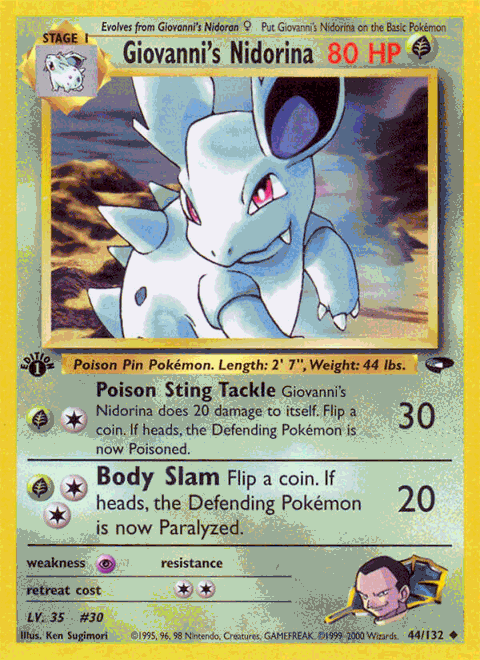 Evolves from Giovanni's Nidoran ♀ Put Giovanni's Nidorina on the Basic Pokémon
STAGE 1
Giovanni's Nidorina 80 HP
EDITION
1
Poison Pin Pokémon. Length: 2' 7", Weight: 44 lbs.
Poison Sting Tackle Giovanni's
Nidorina does 20 damage to itself. Flip a
coin. If heads, the Defending Pokémon is
now Poisoned.
30
Body Slam Flip a coin. If
heads, the Defending Pokémon
is now Paralyzed.
20
weakness resistance
retreat cost
LV. 35 #30
Illus. Ken Sugimori ©1995, 96, 98 Nintendo, Creatures, GAMEFREAK. ©1999-2000 Wizards. 44/132